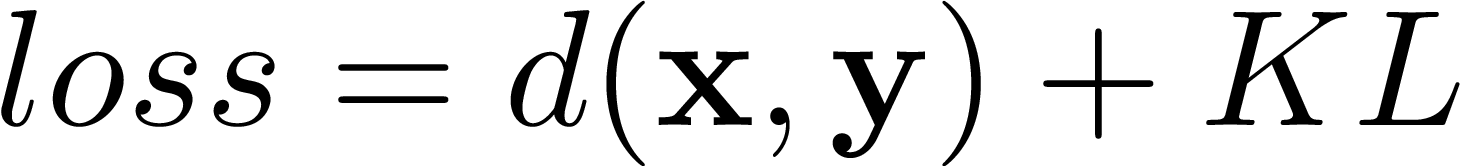 loss = d(x, y) + KL